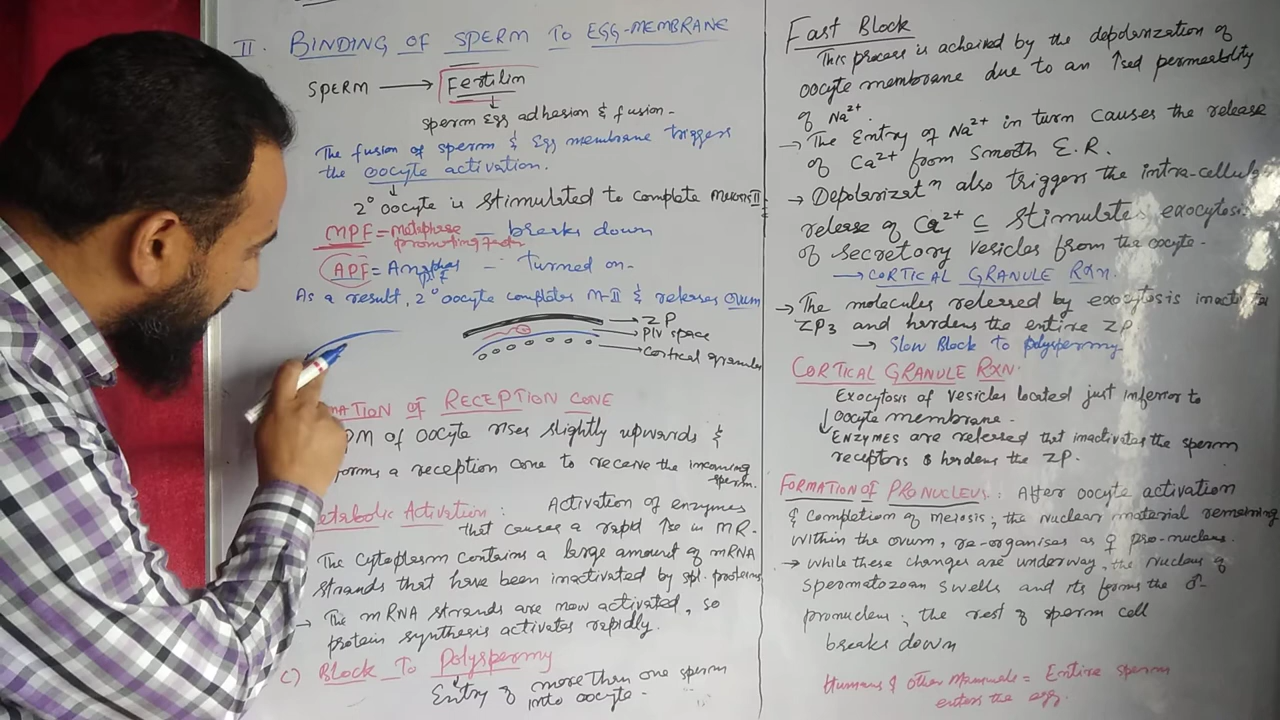 II. BINDING OF SPERM TO EGG-MEMBRANE
SPERM → Fertilin
↓
sperm Egg adhesion & fusion-
The fusion of sperm & Egg membrane triggers
the oocyte activation.
↓
2° oocyte is stimulated to complete meiosis II
MPF = metaphase promoting factor — breaks down
APF = — turned on-
As a result, 2° oocyte completes M-II & releases ovum
→ ZP
→ P/V space
→ cortical granules
MATION OF RECEPTION CONE
PM of oocyte rises slightly upwards &
forms a reception cone to receive the incoming
sperm.
etabolic Activation: Activation of enzymes
that causes a rapid ↑se in MR-
The cytoplasm contains a large amount of mRNA
strands that have been inactivated by spl. proteins
→ The mRNA strands are now activated, so
protein synthesis activates rapidly.
c) Block To Polyspermy
Entry of more than one sperm
into oocyte-
Fast Block
This process is acheived by the depolarization of
oocyte membrane due to an ↑sed permeability
of Na2+.
→ The Entry of Na2+ in turn causes the release
of Ca2+ from smooth E.R.
→ Depolarizatn also triggers the intra-cellul
release of Ca2+ ⊆ stimulates exocytosis
of secretory vesicles from the oocyte-
→ CORTICAL GRANULE RXN.
→ The molecules released by exocytosis inactiva
ZP3 and hardens the entire ZP
→ Slow Block To polyspermy-
CORTICAL GRANULE RXN.
Exocytosis of vesicles located just inferior to
oocyte membrane-
↓ ENZYMES are released that inactivates the sperm
receptors & hardens the ZP.
FORMATION OF PRONUCLEUS: After oocyte activation
& completion of meiosis, the nuclear material remaining
within the ovum, re-organises as ♀ pro-nucleus.
→ while these changes are underway, the nucleus of
spermatozoan swells and its forms the ♂-
pronucleus; the rest of sperm cell
breaks down
Humans & other mammals = Entire sperm
enters the egg.